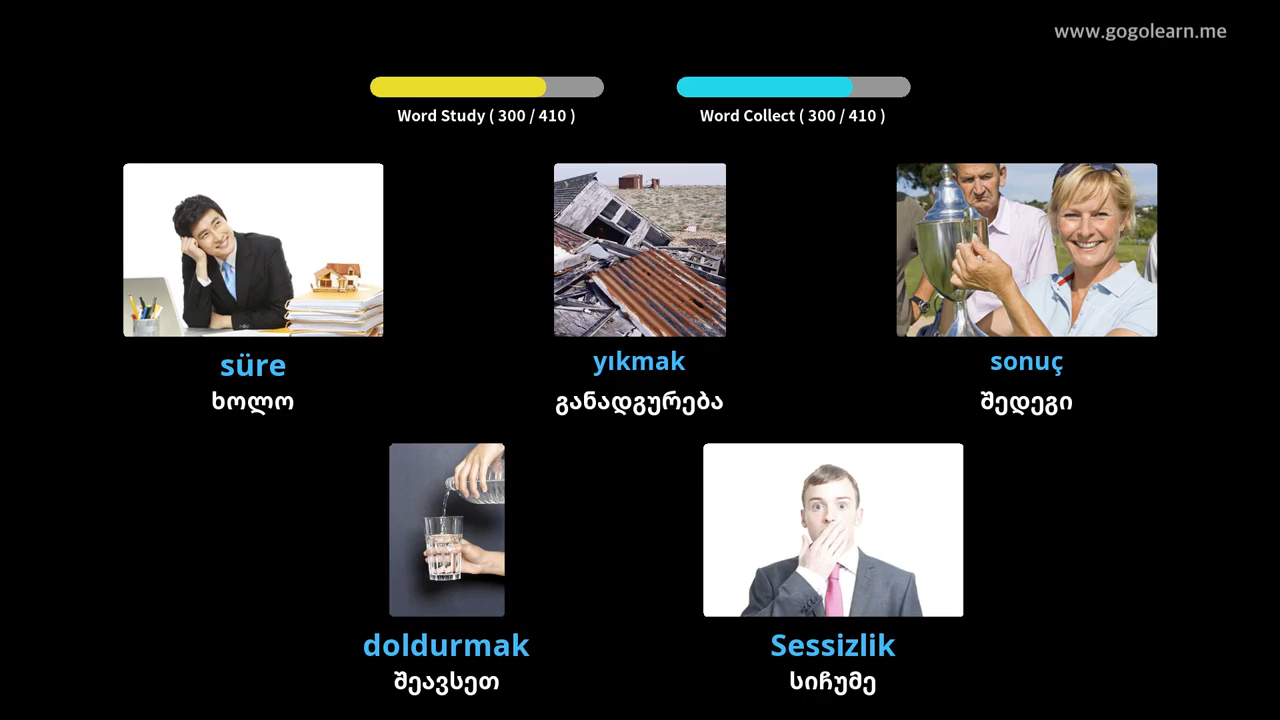 www.gogolearn.me
Word Study ( 300 / 410 )
Word Collect ( 300 / 410 )
süre
ხოლო
yıkmak
განადგურება
sonuç
შედეგი
doldurmak
შეავსეთ
Sessizlik
სიჩუმე